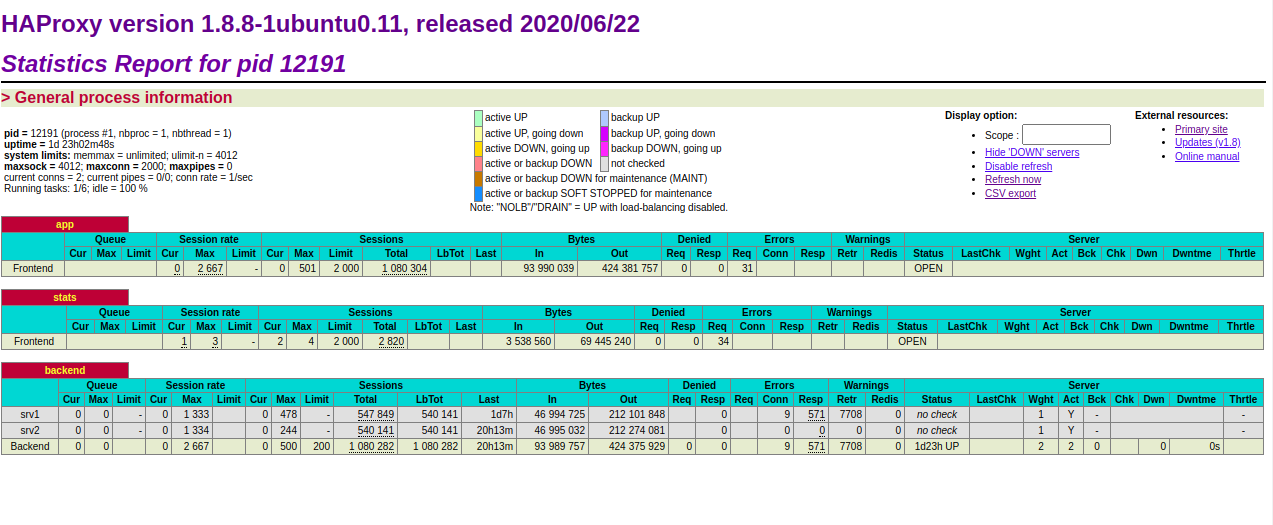 HAProxy version 1.8.8-1ubuntu0.11, released 2020/06/22
Statistics Report for pid 12191
> General process information
pid = 12191 (process #1, nbproc = 1, nbthread = 1)
uptime = 1d 23h02m48s
system limits: memmax = unlimited; ulimit-n = 4012
maxsock = 4012; maxconn = 2000; maxpipes = 0
current conns = 2; current pipes = 0/0; conn rate = 1/sec
Running tasks: 1/6; idle = 100 %
active UP backup UP
active UP, going down backup UP, going down
active DOWN, going up backup DOWN, going up
active or backup DOWN not checked
active or backup DOWN for maintenance (MAINT)
active or backup SOFT STOPPED for maintenance
Note: "NOLB"/"DRAIN" = UP with load-balancing disabled.
Display option:
Scope :
Hide 'DOWN' servers
Disable refresh
Refresh now
CSV export
External resources:
Primary site
Updates (v1.8)
Online manual
app
Queue Session rate Sessions Bytes Denied Errors Warnings Server
Cur Max Limit Cur Max Limit Cur Max Limit Total LbTot Last In Out Req Resp Req Conn Resp Retr Redis Status LastChk Wght Act Bck Chk Dwn Dwntme Thrtle
Frontend 0 2 667 - 0 501 2 000 1 080 304 93 990 039 424 381 757 0 0 31 OPEN
stats
Queue Session rate Sessions Bytes Denied Errors Warnings Server
Cur Max Limit Cur Max Limit Cur Max Limit Total LbTot Last In Out Req Resp Req Conn Resp Retr Redis Status LastChk Wght Act Bck Chk Dwn Dwntme Thrtle
Frontend 1 3 - 2 4 2 000 2 820 3 538 560 69 445 240 0 0 34 OPEN
backend
Queue Session rate Sessions Bytes Denied Errors Warnings Server
Cur Max Limit Cur Max Limit Cur Max Limit Total LbTot Last In Out Req Resp Req Conn Resp Retr Redis Status LastChk Wght Act Bck Chk Dwn Dwntme Thrtle
srv1 0 0 - 0 1 333 0 478 - 547 849 540 141 1d7h 46 994 725 212 101 848 0 9 571 7708 0 no check 1 Y - -
srv2 0 0 - 0 1 334 0 244 - 540 141 540 141 20h13m 46 995 032 212 274 081 0 0 0 0 0 no check 1 Y - -
Backend 0 0 0 2 667 0 500 200 1 080 282 1 080 282 20h13m 93 989 757 424 375 929 0 0 9 571 7708 0 1d23h UP 2 2 0 0 0s